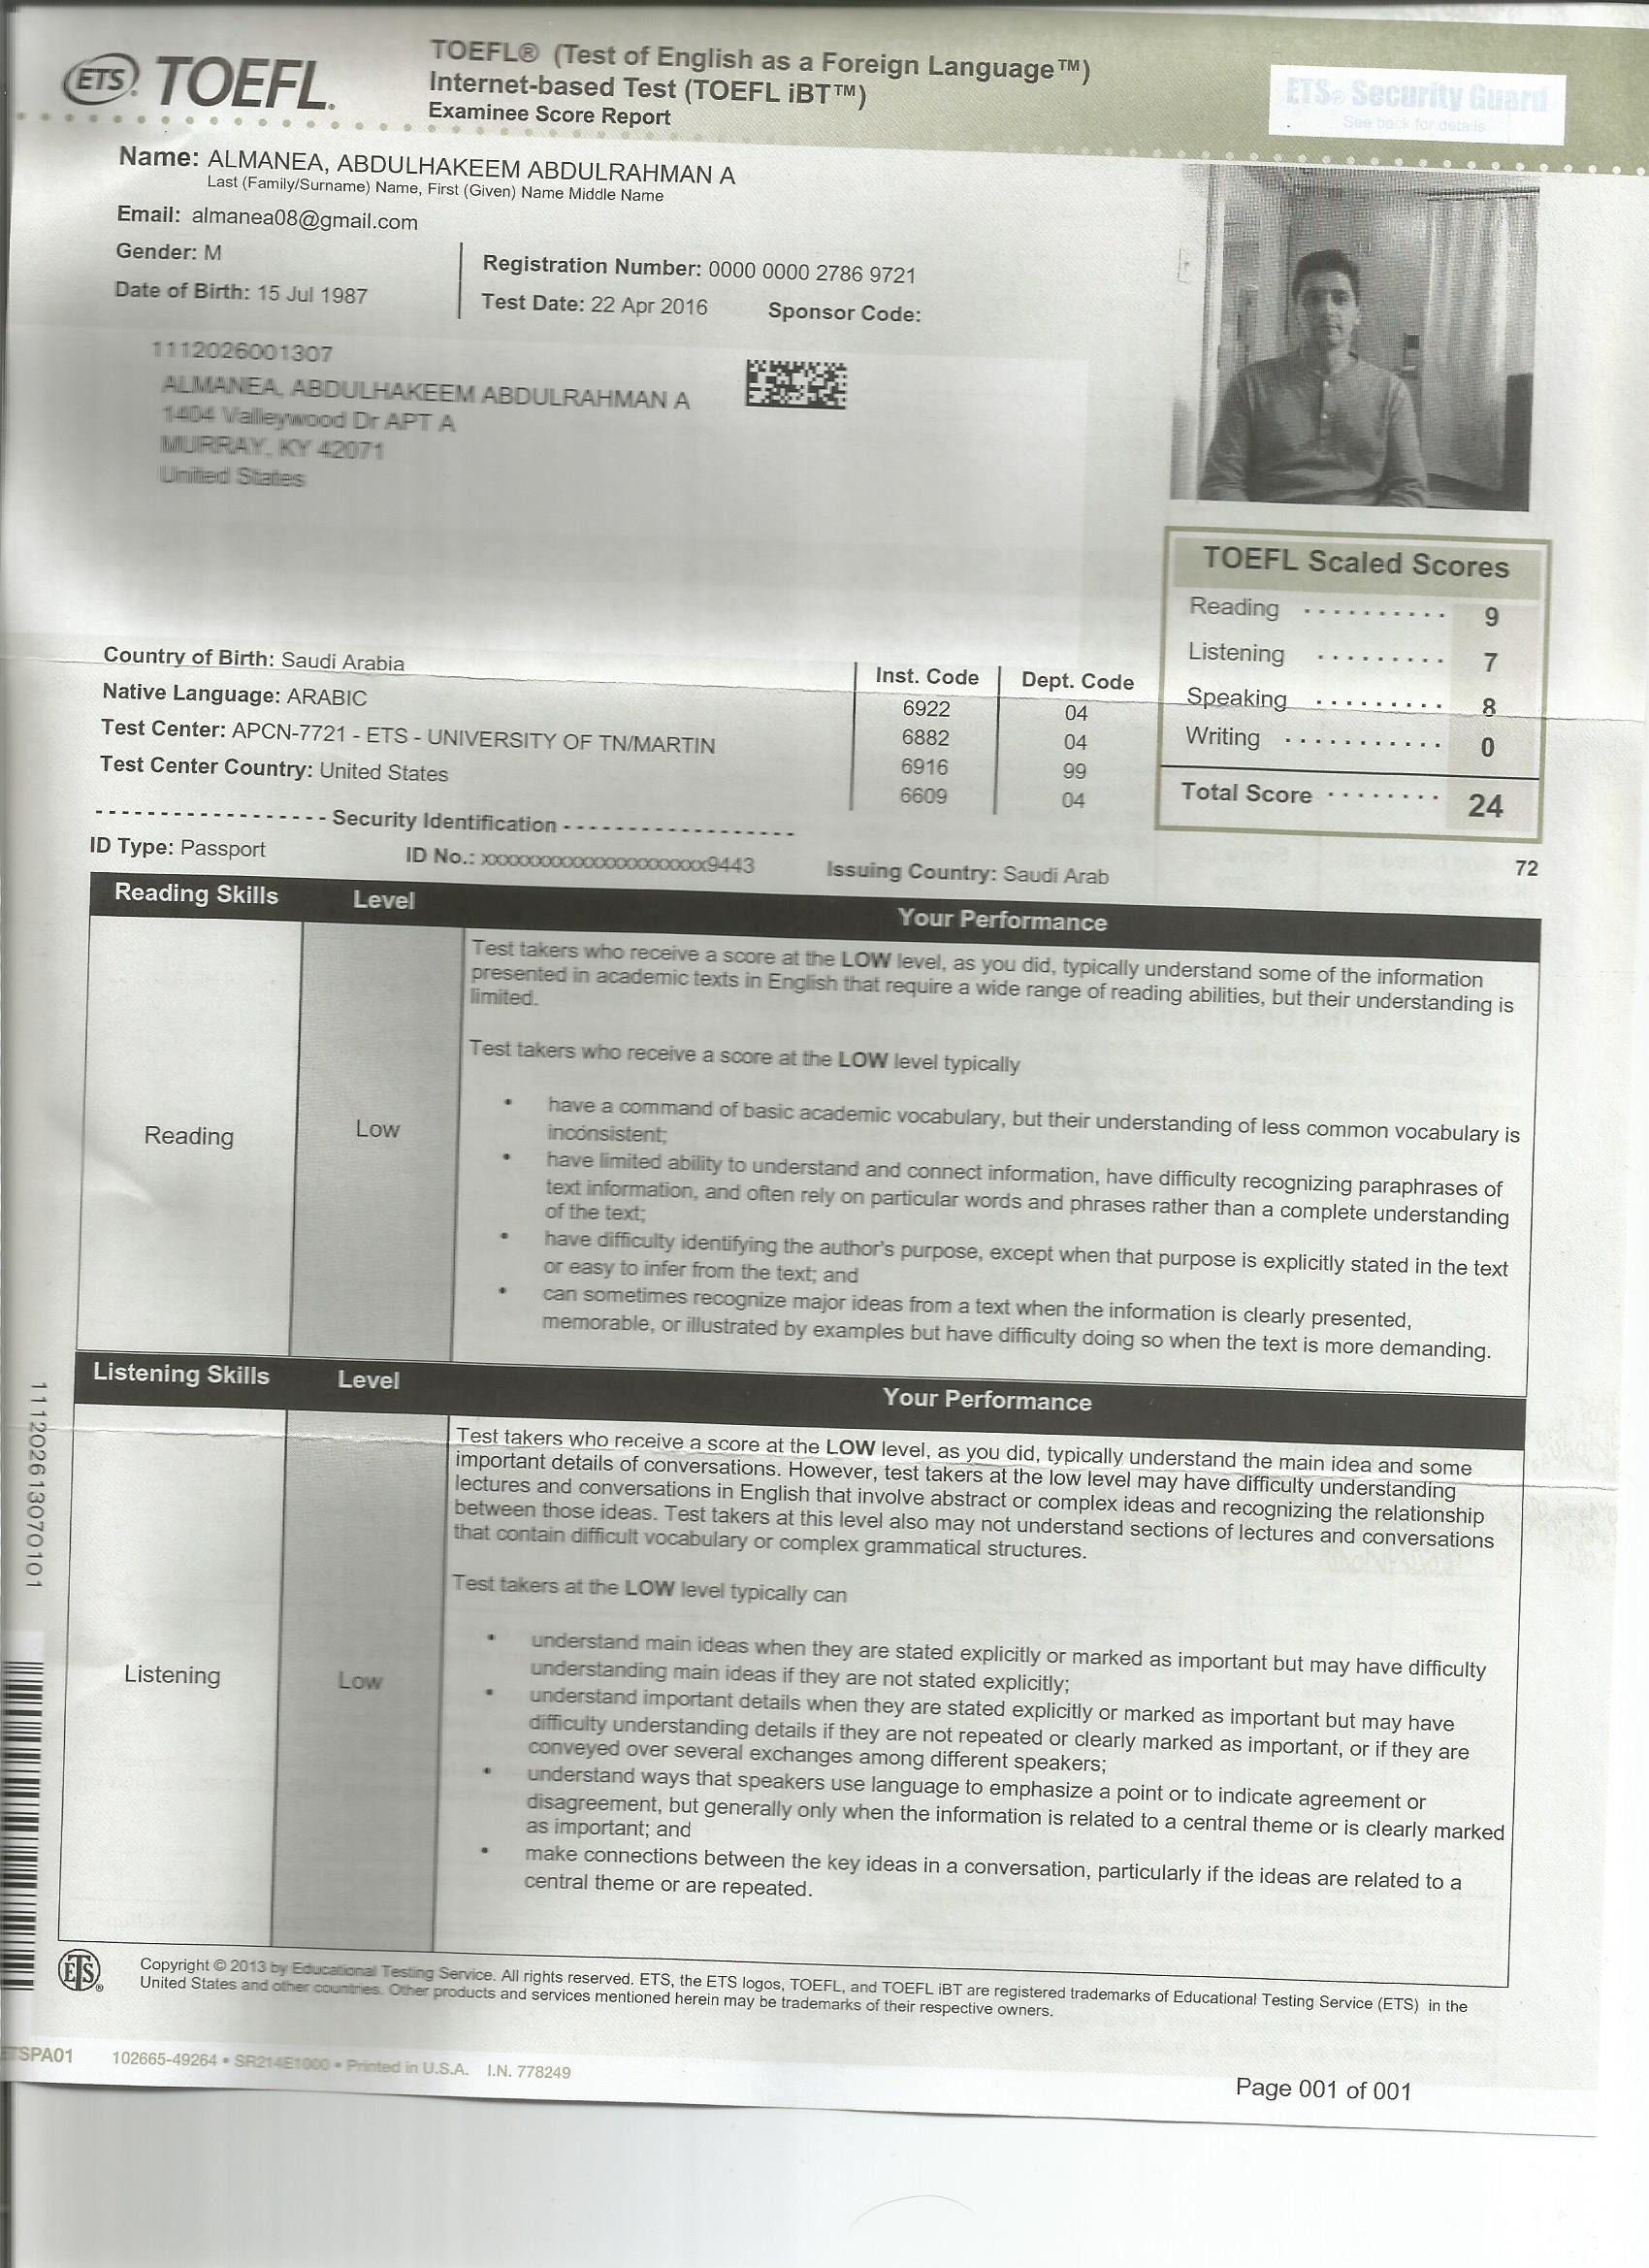 ETS® TOEFL®
TOEFL® (Test of English as a Foreign Language™)
Internet-based Test (TOEFL iBT™)
Examinee Score Report
ETS® Security Guard
See back for details
Name: ALMANEA, ABDULHAKEEM ABDULRAHMAN A
Last (Family/Surname) Name, First (Given) Name Middle Name
Email: almanea08@gmail.com
Gender: M
Date of Birth: 15 Jul 1987
Registration Number: 0000 0000 2786 9721
Test Date: 22 Apr 2016 Sponsor Code:
1112026001307
ALMANEA, ABDULHAKEEM ABDULRAHMAN A
1404 Valleywood Dr APT A
MURRAY, KY 42071
United States
TOEFL Scaled Scores
Reading .......... 9
Listening ......... 7
Speaking ......... 8
Writing ........... 0
Total Score ........ 24
Country of Birth: Saudi Arabia
Native Language: ARABIC
Test Center: APCN-7721 - ETS - UNIVERSITY OF TN/MARTIN
Test Center Country: United States
Inst. Code Dept. Code
6922 04
6882 04
6916 99
6609 04
------------------ Security Identification ------------------
ID Type: Passport ID No.: xxxxxxxxxxxxxxxxxxxxx9443 Issuing Country: Saudi Arab
72
Reading Skills Level Your Performance
Reading
Low
Test takers who receive a score at the LOW level, as you did, typically understand some of the information
presented in academic texts in English that require a wide range of reading abilities, but their understanding is
limited.
Test takers who receive a score at the LOW level typically
• have a command of basic academic vocabulary, but their understanding of less common vocabulary is
inconsistent;
• have limited ability to understand and connect information, have difficulty recognizing paraphrases of
text information, and often rely on particular words and phrases rather than a complete understanding
of the text;
• have difficulty identifying the author's purpose, except when that purpose is explicitly stated in the text
or easy to infer from the text; and
• can sometimes recognize major ideas from a text when the information is clearly presented,
memorable, or illustrated by examples but have difficulty doing so when the text is more demanding.
Listening Skills Level Your Performance
Listening
Low
Test takers who receive a score at the LOW level, as you did, typically understand the main idea and some
important details of conversations. However, test takers at the low level may have difficulty understanding
lectures and conversations in English that involve abstract or complex ideas and recognizing the relationship
between those ideas. Test takers at this level also may not understand sections of lectures and conversations
that contain difficult vocabulary or complex grammatical structures.
Test takers at the LOW level typically can
• understand main ideas when they are stated explicitly or marked as important but may have difficulty
understanding main ideas if they are not stated explicitly;
• understand important details when they are stated explicitly or marked as important but may have
difficulty understanding details if they are not repeated or clearly marked as important, or if they are
conveyed over several exchanges among different speakers;
• understand ways that speakers use language to emphasize a point or to indicate agreement or
disagreement, but generally only when the information is related to a central theme or is clearly marked
as important; and
• make connections between the key ideas in a conversation, particularly if the ideas are related to a
central theme or are repeated.
111202613070101
ETS®
Copyright © 2013 by Educational Testing Service. All rights reserved. ETS, the ETS logos, TOEFL, and TOEFL iBT are registered trademarks of Educational Testing Service (ETS) in the
United States and other countries. Other products and services mentioned herein may be trademarks of their respective owners.
ETSPA01 102665-49264 • SR214E1000 • Printed in U.S.A. I.N. 778249
Page 001 of 001